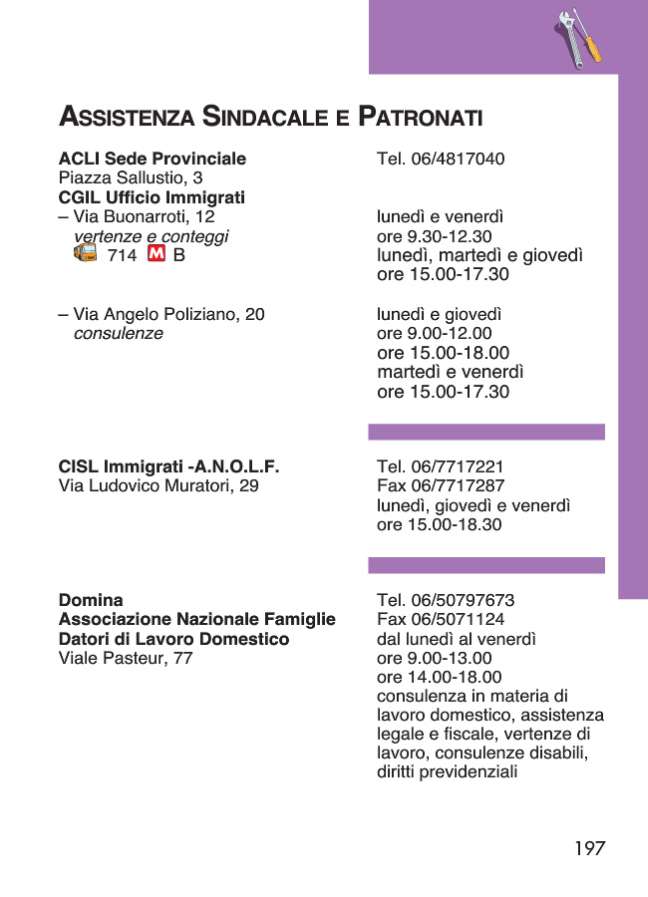 ASSISTENZA SINDACALE E PATRONATI
ACLI Sede Provinciale
Tel. 06/4817040
Piazza Sallustio, 3
CGIL Ufficio Immigrati
– Via Buonarroti, 12
lunedì e venerdì
vertenze e conteggi
ore 9.30-12.30
714 M B
lunedì, martedì e giovedì
ore 15.00-17.30
– Via Angelo Poliziano, 20
lunedì e giovedì
consulenze
ore 9.00-12.00
ore 15.00-18.00
martedì e venerdì
ore 15.00-17.30
CISL Immigrati -A.N.O.L.F.
Tel. 06/7717221
Via Ludovico Muratori, 29
Fax 06/7717287
lunedì, giovedì e venerdì
ore 15.00-18.30
Domina
Tel. 06/50797673
Associazione Nazionale Famiglie
Fax 06/5071124
Datori di Lavoro Domestico
dal lunedì al venerdì
Viale Pasteur, 77
ore 9.00-13.00
ore 14.00-18.00
consulenza in materia di
lavoro domestico, assistenza
legale e fiscale, vertenze di
lavoro, consulenze disabili,
diritti previdenziali
197